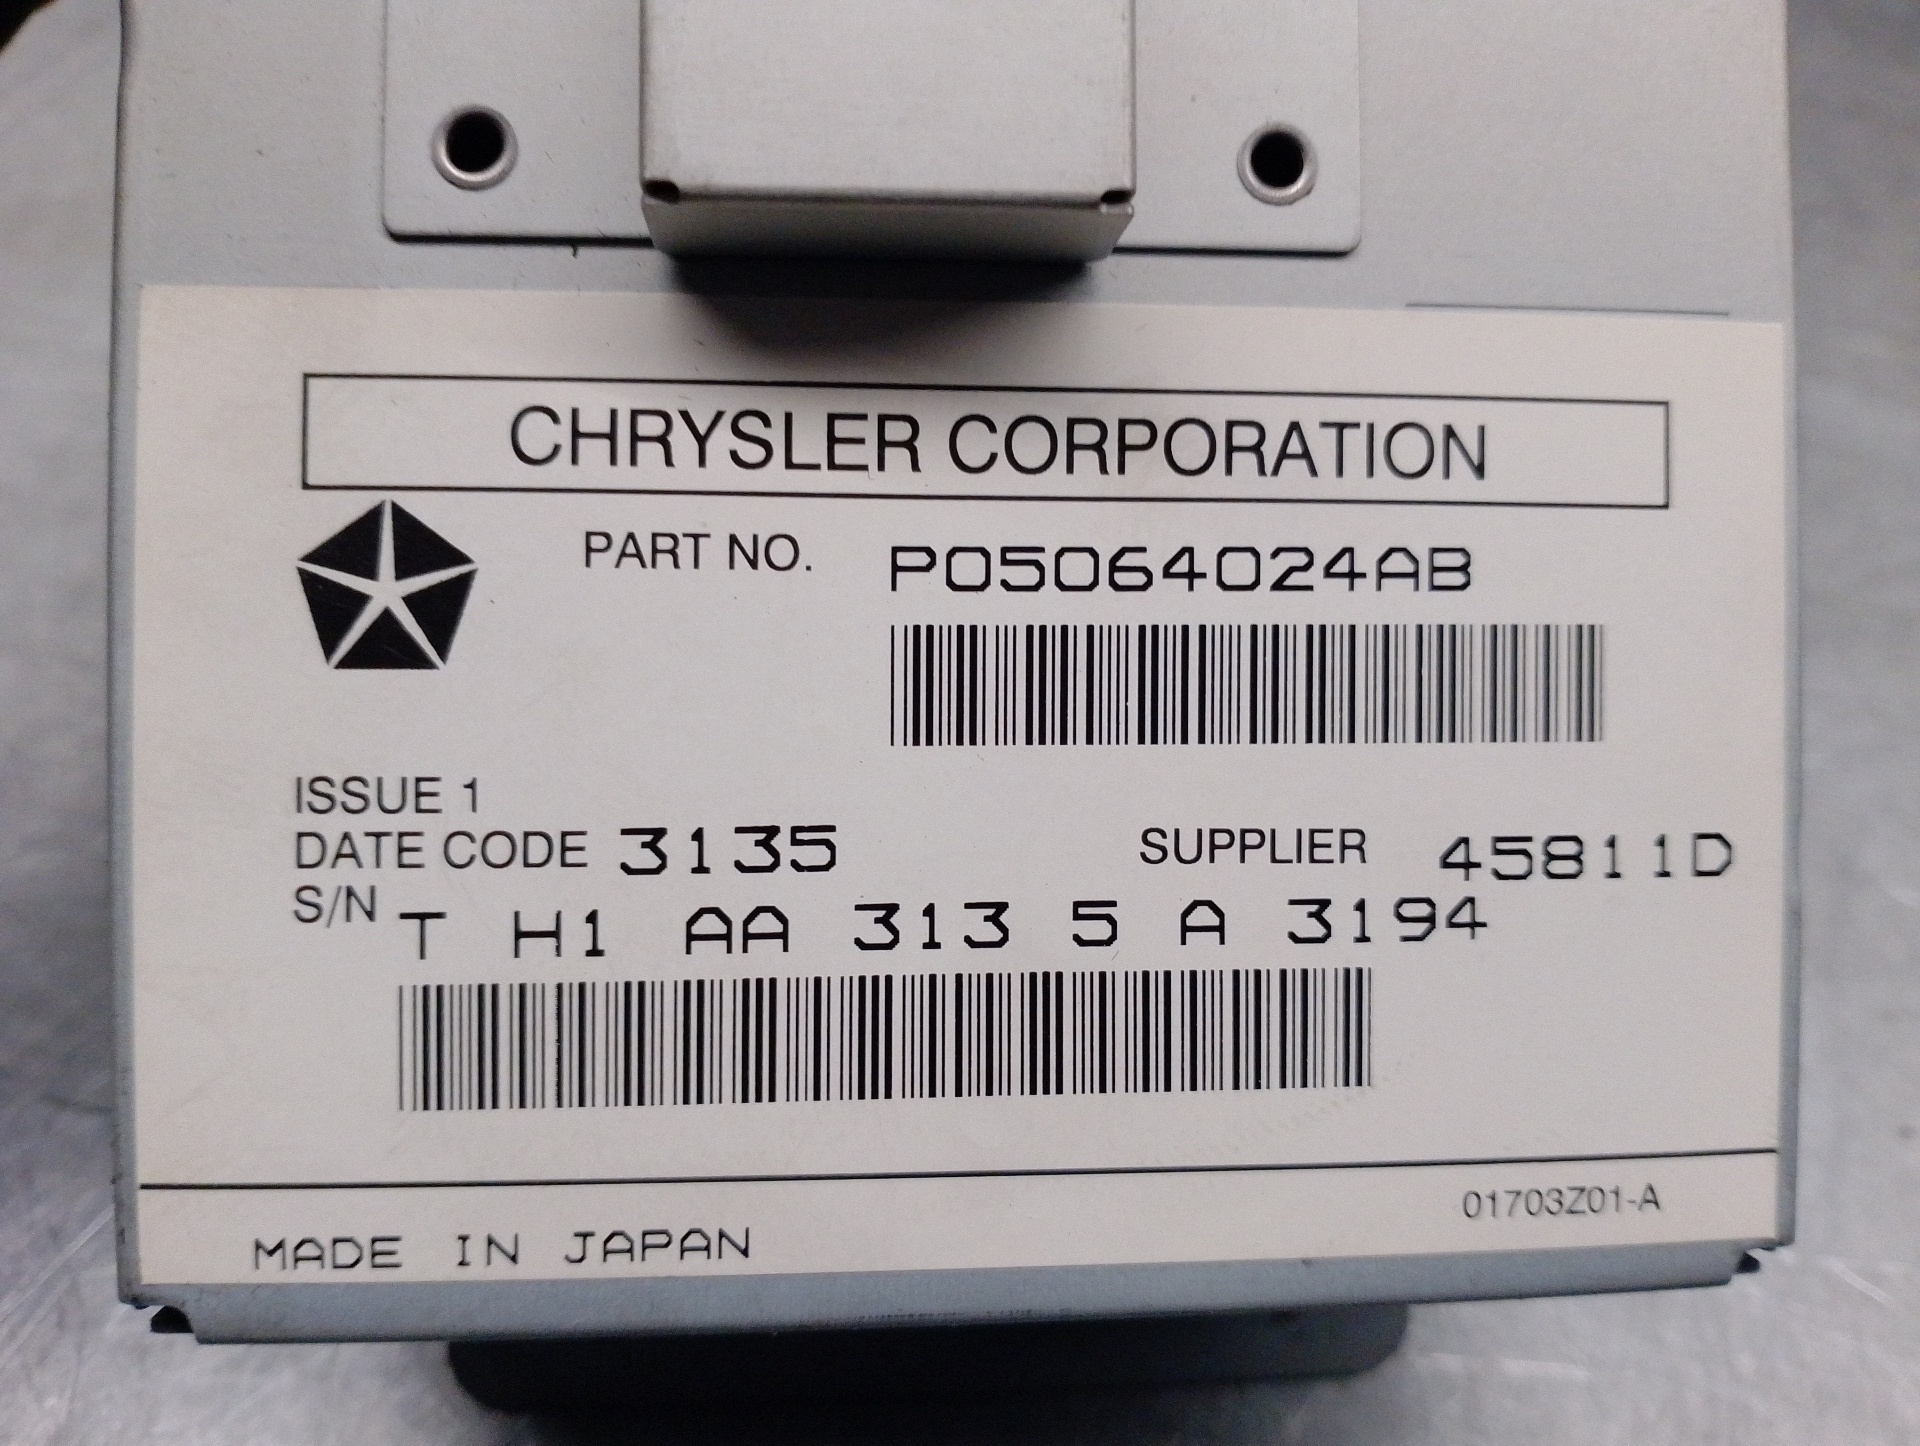 CHRYSLER CORPORATION
PART NO. P05064024AB
ISSUE 1
DATE CODE 3135
SUPPLIER 45811D
S/N T H1 AA 313 5 A 3194
01703Z01-A
MADE IN JAPAN